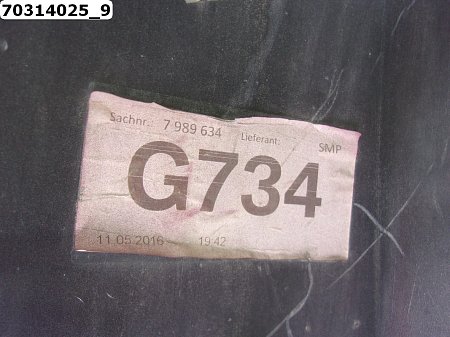 70314025_9
Sachnr.: 7 989 634 Lieferant: SMP
G734
11.05.2016 19:42